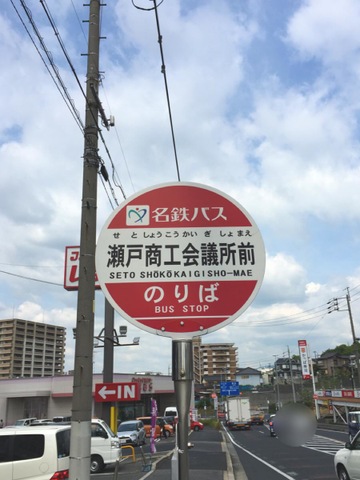 名鉄バス
せとしょうこうかいぎしょまえ
瀬戸商工会議所前
SETO SHŌKŌKAIGISHO-MAE
のりば
BUS STOP
←IN